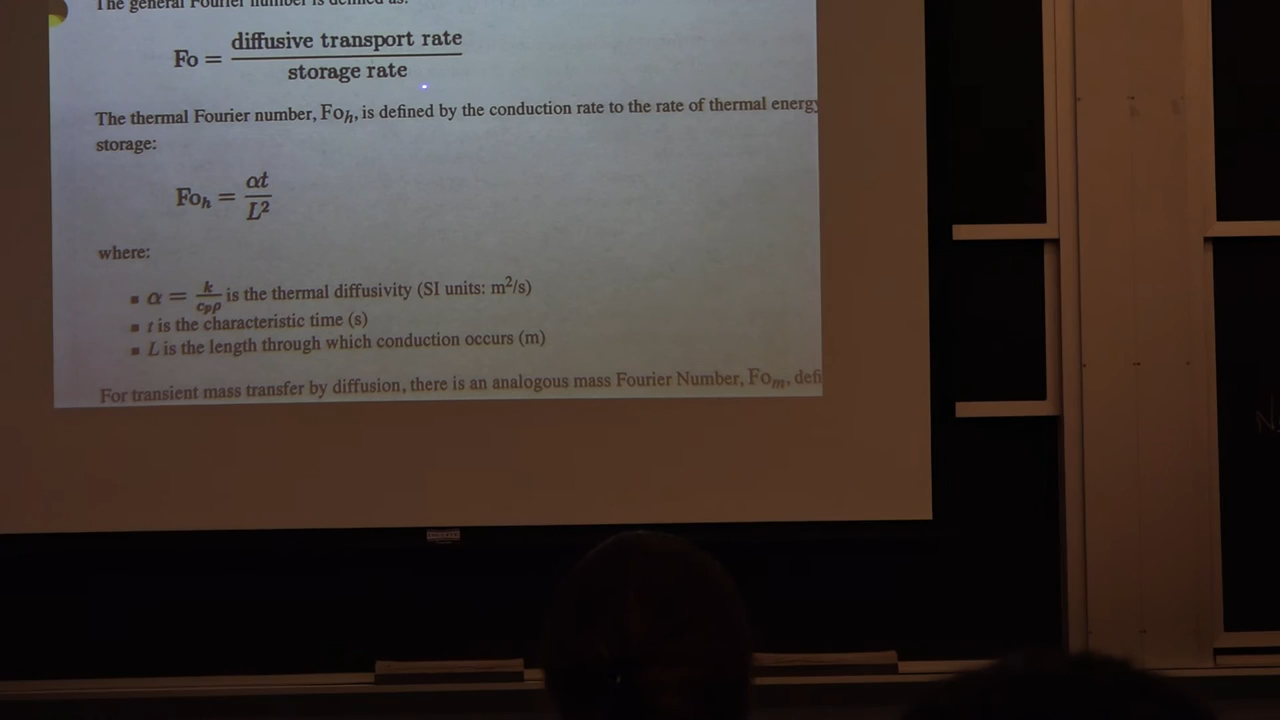 The general Fourier number is defined as:
Fo = diffusive transport rate / storage rate
The thermal Fourier number, Foₕ, is defined by the conduction rate to the rate of thermal energy
storage:
Foₕ = αt / L²
where:
▪ α = k / cₚρ is the thermal diffusivity (SI units: m²/s)
▪ t is the characteristic time (s)
▪ L is the length through which conduction occurs (m)
For transient mass transfer by diffusion, there is an analogous mass Fourier Number, Foₘ, defi
N